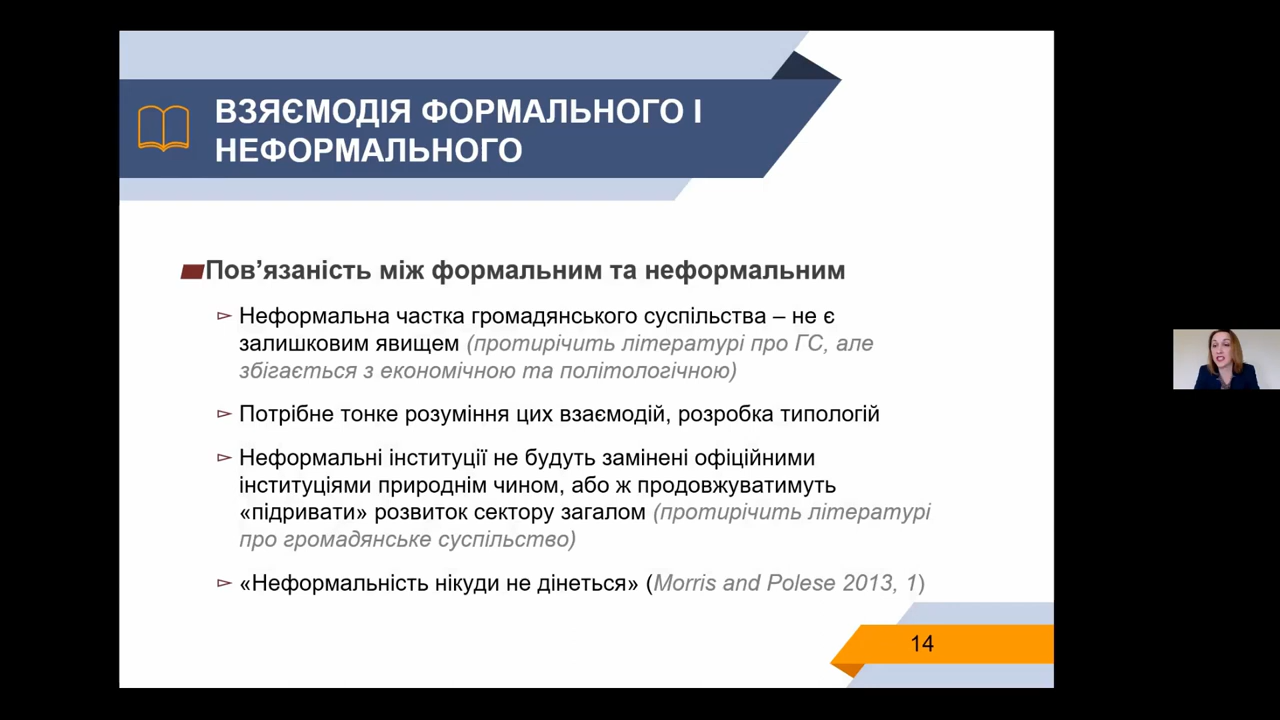 ВЗЯЄМОДІЯ ФОРМАЛЬНОГО І
НЕФОРМАЛЬНОГО
Пов’язаність між формальним та неформальним
Неформальна частка громадянського суспільства – не є
залишковим явищем (протирічить літературі про ГС, але
збігається з економічною та політологічною)
Потрібне тонке розуміння цих взаємодій, розробка типологій
Неформальні інституції не будуть замінені офіційними
інституціями природнім чином, або ж продовжуватимуть
«підривати» розвиток сектору загалом (протирічить літературі
про громадянське суспільство)
«Неформальність нікуди не дінеться» (Morris and Polese 2013, 1)
14